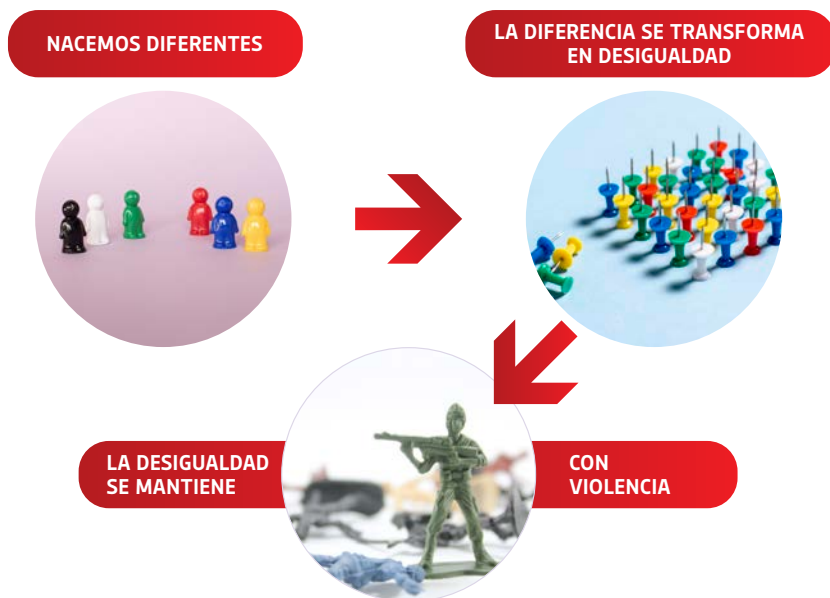 NACEMOS DIFERENTES
LA DIFERENCIA SE TRANSFORMA
EN DESIGUALDAD
LA DESIGUALDAD
SE MANTIENE
CON
VIOLENCIA